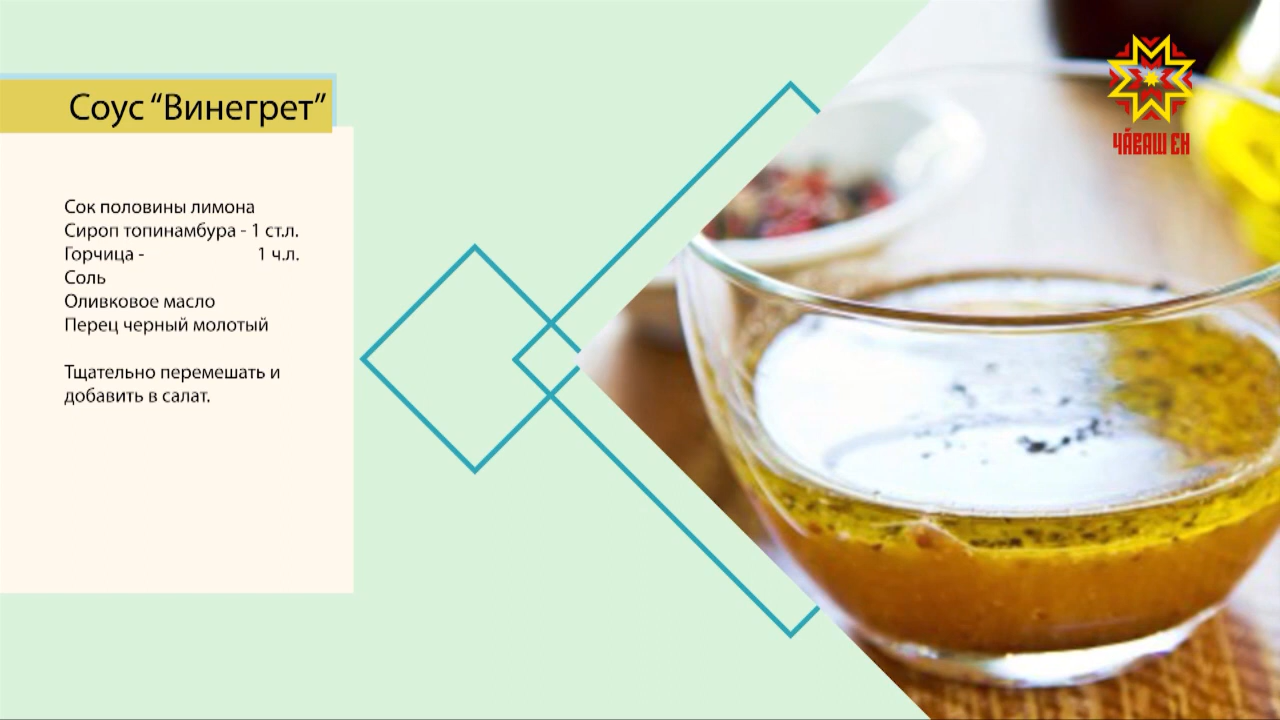 Соус “Винегрет”
Сок половины лимона
Сироп топинамбура - 1 ст.л.
Горчица - 1 ч.л.
Соль
Оливковое масло
Перец черный молотый
Тщательно перемешать и
добавить в салат.
ЧӐВАШ ЕН